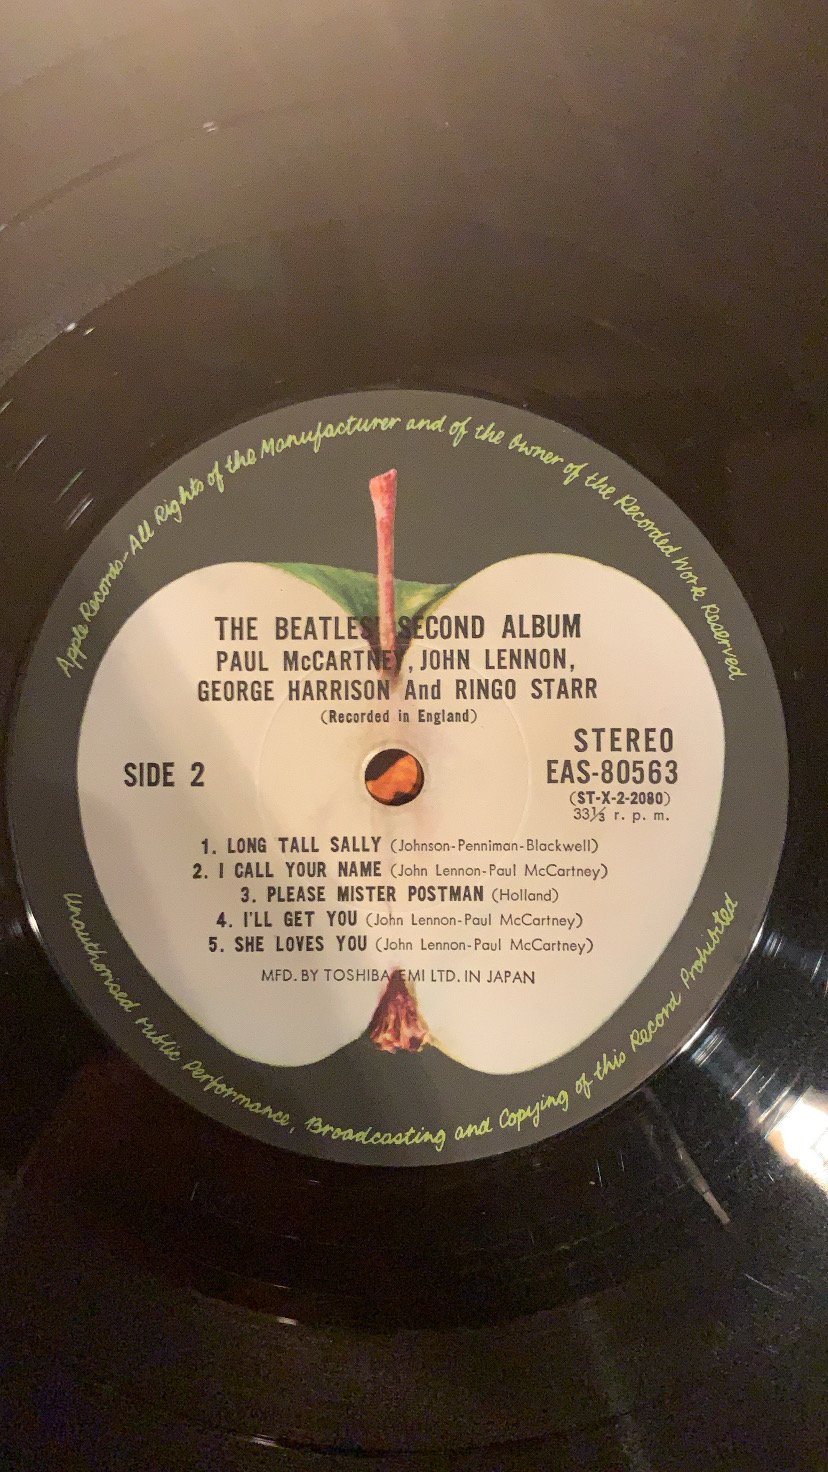 Apple Records-All Rights of the Manufacturer and of the Owner of the Recorded Work Reserved
THE BEATLES' SECOND ALBUM
PAUL McCARTNEY, JOHN LENNON,
GEORGE HARRISON And RINGO STARR
(Recorded in England)
SIDE 2
STEREO
EAS-80563
(ST-X-2-2080)
33⅓ r. p. m.
1. LONG TALL SALLY (Johnson-Penniman-Blackwell)
2. I CALL YOUR NAME (John Lennon-Paul McCartney)
3. PLEASE MISTER POSTMAN (Holland)
4. I'LL GET YOU (John Lennon-Paul McCartney)
5. SHE LOVES YOU (John Lennon-Paul McCartney)
MFD. BY TOSHIBA EMI LTD. IN JAPAN
Unauthorised Public Performance, Broadcasting and Copying of this Record Prohibited